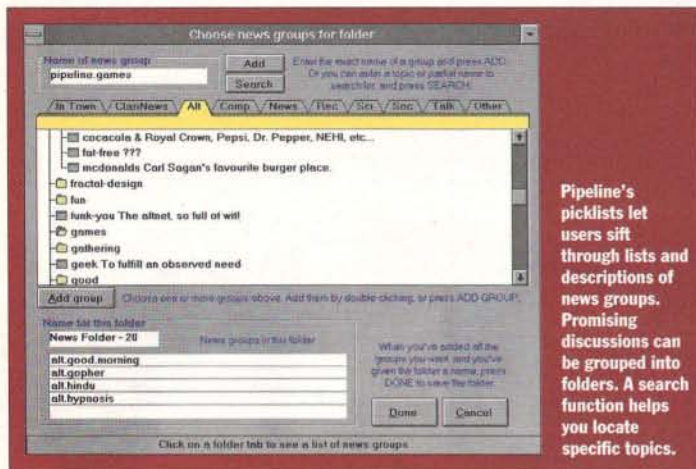 Choose news groups for folder
Name of news group
pipeline.games
Add
Search
Enter the exact name of a group and press ADD.
Or you can enter a topic or partial name to
search for, and press SEARCH.
In Town
ClariNews
Alt
Comp
News
Rec
Sci
Soc
Talk
Other
cocacola & Royal Crown, Pepsi, Dr. Pepper, NEHI, etc...
fat-free ???
mcdonalds Carl Sagan's favourite burger place.
fractal-design
fun
funk-you The altnet, so full of wit!
games
gathering
geek To fulfill an observed need
good
Add group
Choose one or more groups above. Add them by double-clicking, or press ADD GROUP.
Name for this folder
News Folder - 20
News groups in this folder
alt.good.morning
alt.gopher
alt.hindu
alt.hypnosis
When you've added all the
groups you want, and you've
given the folder a name, press
DONE to save the folder.
Done
Cancel
Click on a folder tab to see a list of news groups
Pipeline's
picklists let
users sift
through lists and
descriptions of
news groups.
Promising
discussions can
be grouped into
folders. A search
function helps
you locate
specific topics.